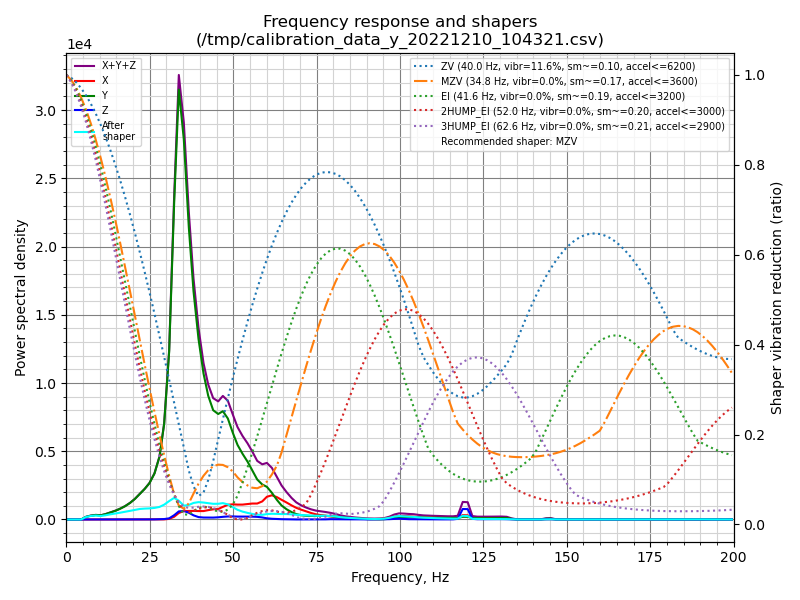 Frequency response and shapers
(/tmp/calibration_data_y_20221210_104321.csv)
1e4
X+Y+Z
X
Y
Z
After
shaper
ZV (40.0 Hz, vibr=11.6%, sm~=0.10, accel<=6200)
MZV (34.8 Hz, vibr=0.0%, sm~=0.17, accel<=3600)
EI (41.6 Hz, vibr=0.0%, sm~=0.19, accel<=3200)
2HUMP_EI (52.0 Hz, vibr=0.0%, sm~=0.20, accel<=3000)
3HUMP_EI (62.6 Hz, vibr=0.0%, sm~=0.21, accel<=2900)
Recommended shaper: MZV
Power spectral density
3.0
2.5
2.0
1.5
1.0
0.5
0.0
Shaper vibration reduction (ratio)
1.0
0.8
0.6
0.4
0.2
0.0
0 25 50 75 100 125 150 175 200
Frequency, Hz